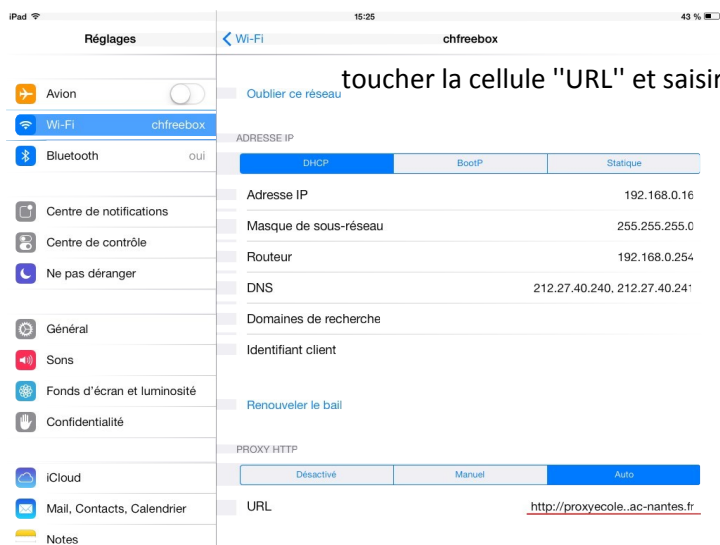 iPad 15:25 43 %
Réglages
Wi-Fi chfreebox
toucher la cellule "URL" et saisir
Avion
Oublier ce réseau
Wi-Fi chfreebox
Bluetooth oui
ADRESSE IP
DHCP BootP Statique
Adresse IP 192.168.0.16
Masque de sous-réseau 255.255.255.0
Routeur 192.168.0.254
DNS 212.27.40.240, 212.27.40.241
Domaines de recherche
Identifiant client
Centre de notifications
Centre de contrôle
Ne pas déranger
Général
Sons
Fonds d'écran et luminosité
Confidentialité
Renouveler le bail
PROXY HTTP
Désactivé Manuel Auto
URL http://proxyecole..ac-nantes.fr
iCloud
Mail, Contacts, Calendrier
Notes